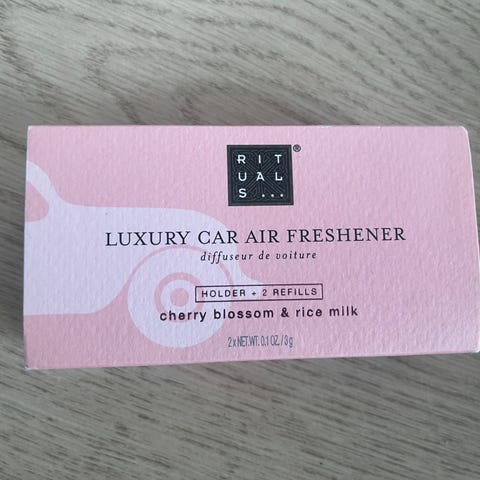 RIT
UAL
S...
®
LUXURY CAR AIR FRESHENER
diffuseur de voiture
HOLDER + 2 REFILLS
cherry blossom & rice milk
2 x NET.WT. 0.1 OZ. / 3 g